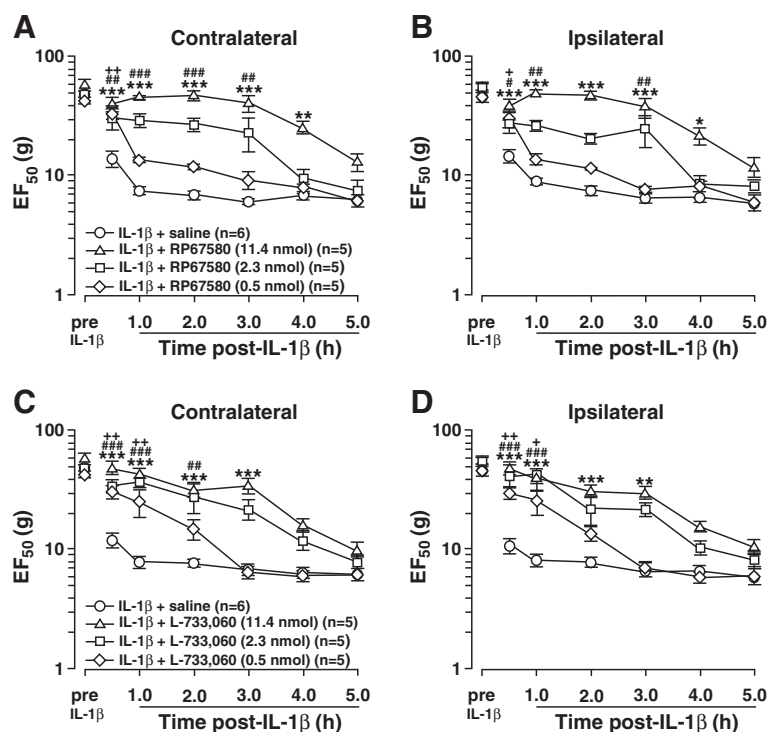 A
Contralateral
EF50 (g)
100
10
1
++
##
***
###
***
###
***
##
***
**
IL-1β + saline (n=6)
IL-1β + RP67580 (11.4 nmol) (n=5)
IL-1β + RP67580 (2.3 nmol) (n=5)
IL-1β + RP67580 (0.5 nmol) (n=5)
pre
IL-1β
1.0 2.0 3.0 4.0 5.0
Time post-IL-1β (h)
B
Ipsilateral
EF50 (g)
100
10
1
+
#
***
##
***
***
##
***
*
pre
IL-1β
1.0 2.0 3.0 4.0 5.0
Time post-IL-1β (h)
C
Contralateral
EF50 (g)
100
10
1
++
###
***
++
###
***
##
***
***
IL-1β + saline (n=6)
IL-1β + L-733,060 (11.4 nmol) (n=5)
IL-1β + L-733,060 (2.3 nmol) (n=5)
IL-1β + L-733,060 (0.5 nmol) (n=5)
pre
IL-1β
1.0 2.0 3.0 4.0 5.0
Time post-IL-1β (h)
D
Ipsilateral
EF50 (g)
100
10
1
++
###
***
+
###
***
***
**
pre
IL-1β
1.0 2.0 3.0 4.0 5.0
Time post-IL-1β (h)